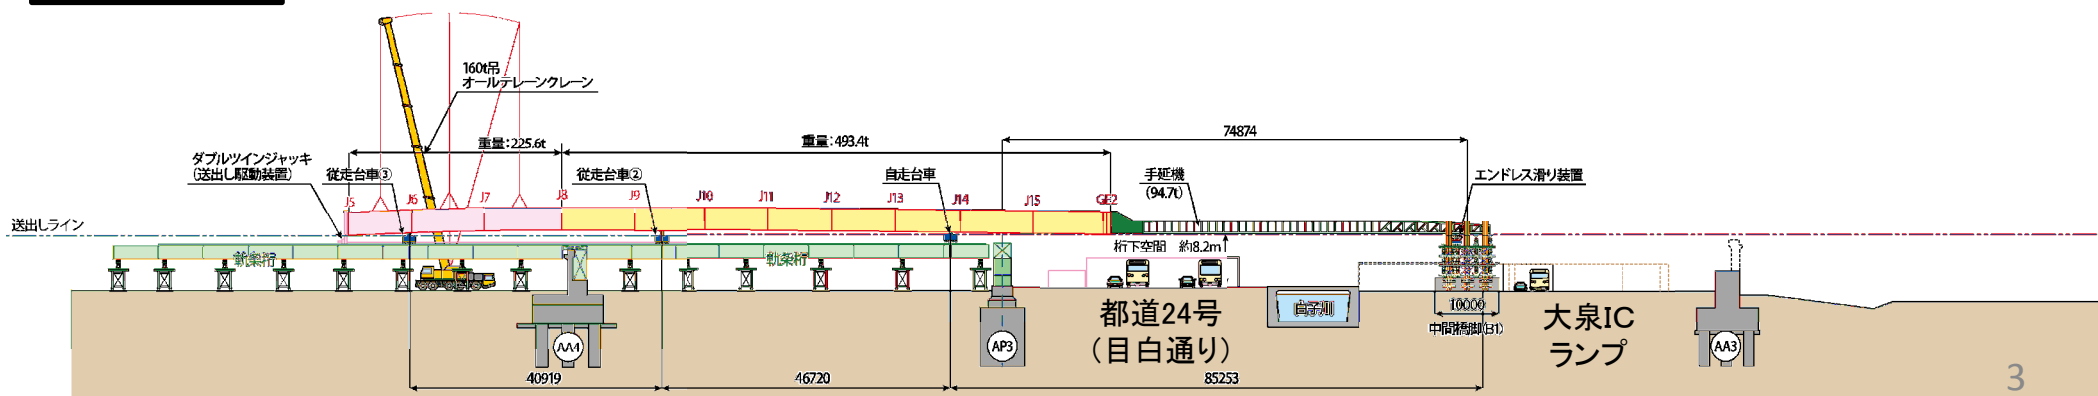 160t吊
オールテレーンクレーン
重量:225.6t
重量:493.4t
74874
ダブルツインジャッキ
(送出し駆動装置)
従走台車③
従走台車②
自走台車
手延機
(94.7t)
エンドレス滑り装置
J5
J6
J7
J8
J9
J10
J11
J12
J13
J14
J15
GE2
送出しライン
軌条桁
軌条桁
桁下空間 約8.2m
都道24号
(目白通り)
白子川
10000
中間橋脚(B1)
大泉IC
ランプ
AA4
AP3
AA3
40919
46720
85253
3